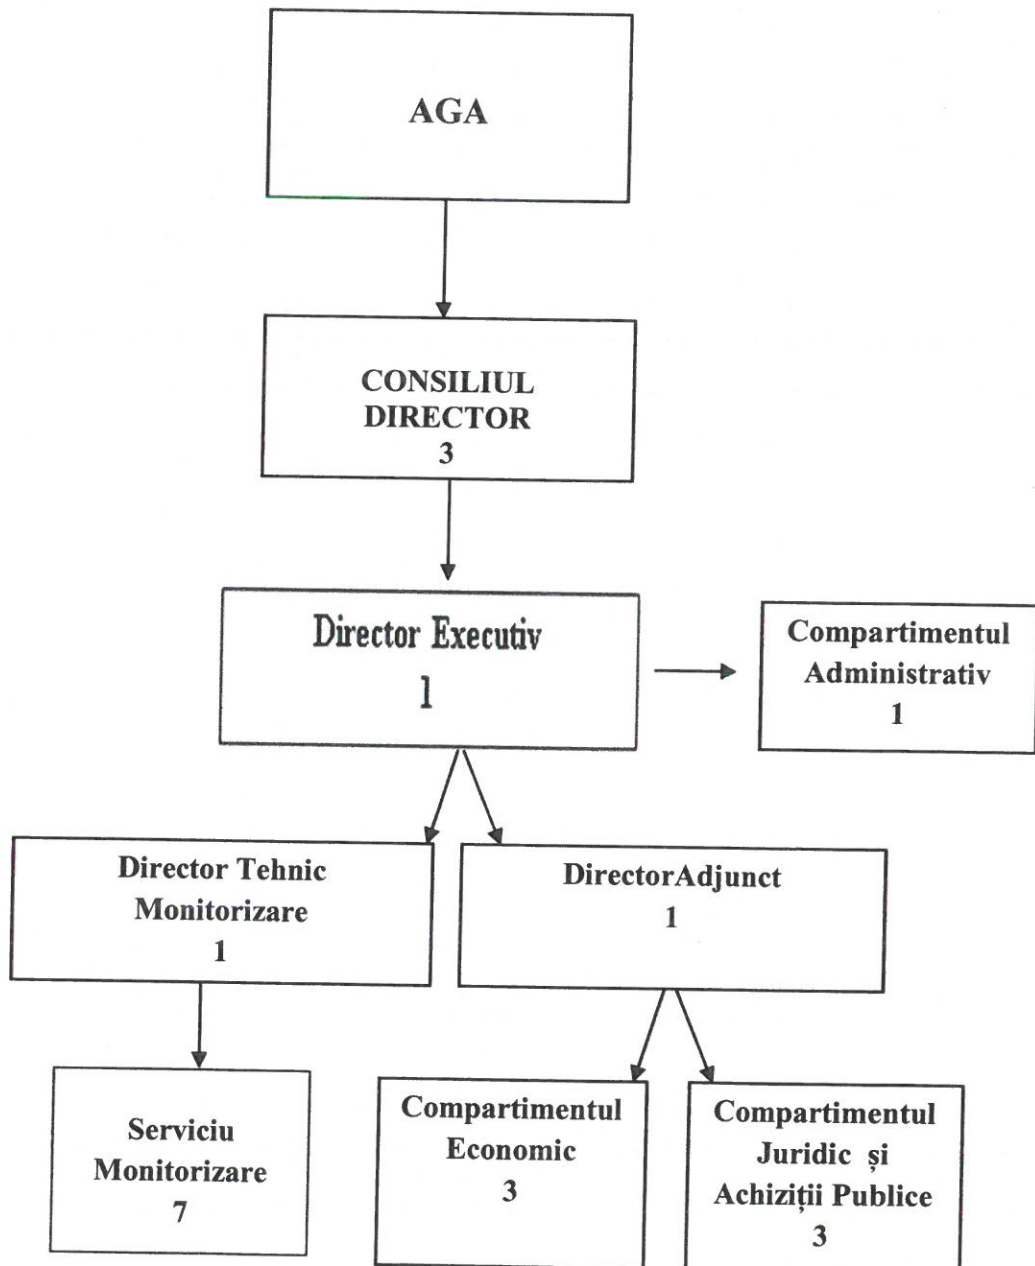 AGA
CONSILIUL
DIRECTOR
3
Director Executiv
1
Compartimentul
Administrativ
1
Director Tehnic
Monitorizare
1
DirectorAdjunct
1
Serviciu
Monitorizare
7
Compartimentul
Economic
3
Compartimentul
Juridic și
Achiziții Publice
3